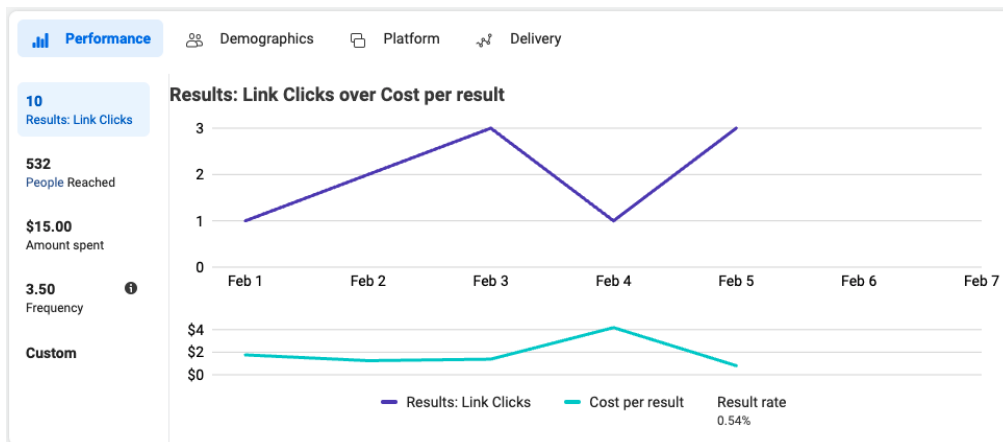 Performance Demographics Platform Delivery
10
Results: Link Clicks
532
People Reached
$15.00
Amount spent
3.50
Frequency
Custom
Results: Link Clicks over Cost per result
3
2
1
0
Feb 1 Feb 2 Feb 3 Feb 4 Feb 5 Feb 6 Feb 7
$4
$2
$0
Results: Link Clicks Cost per result Result rate
0.54%